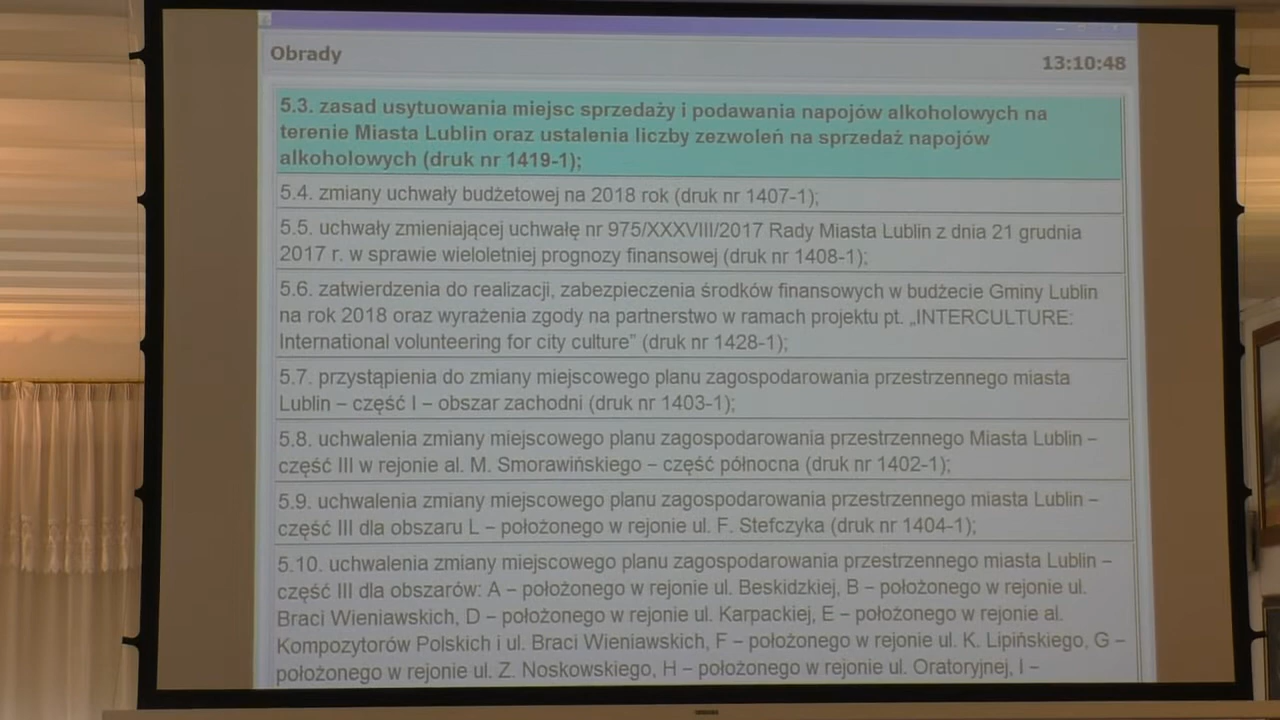 Obrady
13:10:48
5.3. zasad usytuowania miejsc sprzedaży i podawania napojów alkoholowych na
terenie Miasta Lublin oraz ustalenia liczby zezwoleń na sprzedaż napojów
alkoholowych (druk nr 1419-1);
5.4. zmiany uchwały budżetowej na 2018 rok (druk nr 1407-1);
5.5. uchwały zmieniającej uchwałę nr 975/XXXVIII/2017 Rady Miasta Lublin z dnia 21 grudnia
2017 r. w sprawie wieloletniej prognozy finansowej (druk nr 1408-1);
5.6. zatwierdzenia do realizacji, zabezpieczenia środków finansowych w budżecie Gminy Lublin
na rok 2018 oraz wyrażenia zgody na partnerstwo w ramach projektu pt. „INTERCULTURE:
International volunteering for city culture” (druk nr 1428-1);
5.7. przystąpienia do zmiany miejscowego planu zagospodarowania przestrzennego miasta
Lublin – część I – obszar zachodni (druk nr 1403-1);
5.8. uchwalenia zmiany miejscowego planu zagospodarowania przestrzennego Miasta Lublin –
część III w rejonie al. M. Smorawińskiego – część północna (druk nr 1402-1);
5.9. uchwalenia zmiany miejscowego planu zagospodarowania przestrzennego miasta Lublin –
część III dla obszaru L – położonego w rejonie ul. F. Stefczyka (druk nr 1404-1);
5.10. uchwalenia zmiany miejscowego planu zagospodarowania przestrzennego miasta Lublin –
część III dla obszarów: A – położonego w rejonie ul. Beskidzkiej, B – położonego w rejonie ul.
Braci Wieniawskich, D – położonego w rejonie ul. Karpackiej, E – położonego w rejonie al.
Kompozytorów Polskich i ul. Braci Wieniawskich, F – położonego w rejonie ul. K. Lipińskiego, G –
położonego w rejonie ul. Z. Noskowskiego, H – położonego w rejonie ul. Oratoryjnej, I –